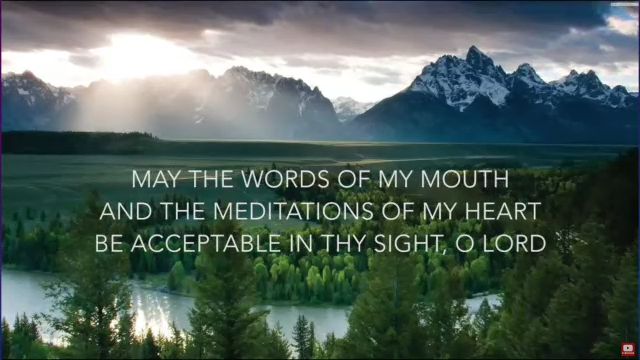 MAY THE WORDS OF MY MOUTH
AND THE MEDITATIONS OF MY HEART
BE ACCEPTABLE IN THY SIGHT, O LORD